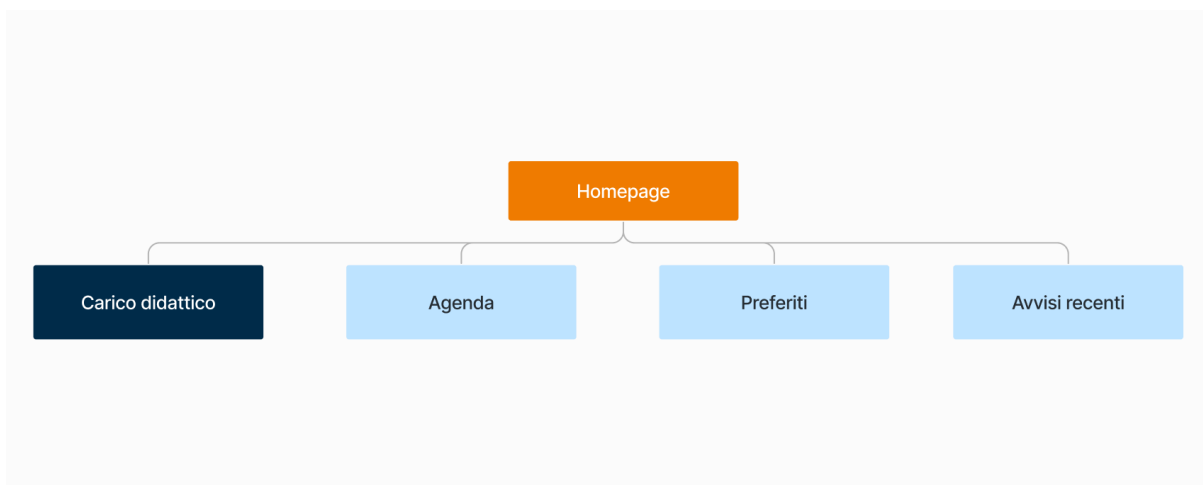 Homepage
Carico didattico
Agenda
Preferiti
Avvisi recenti